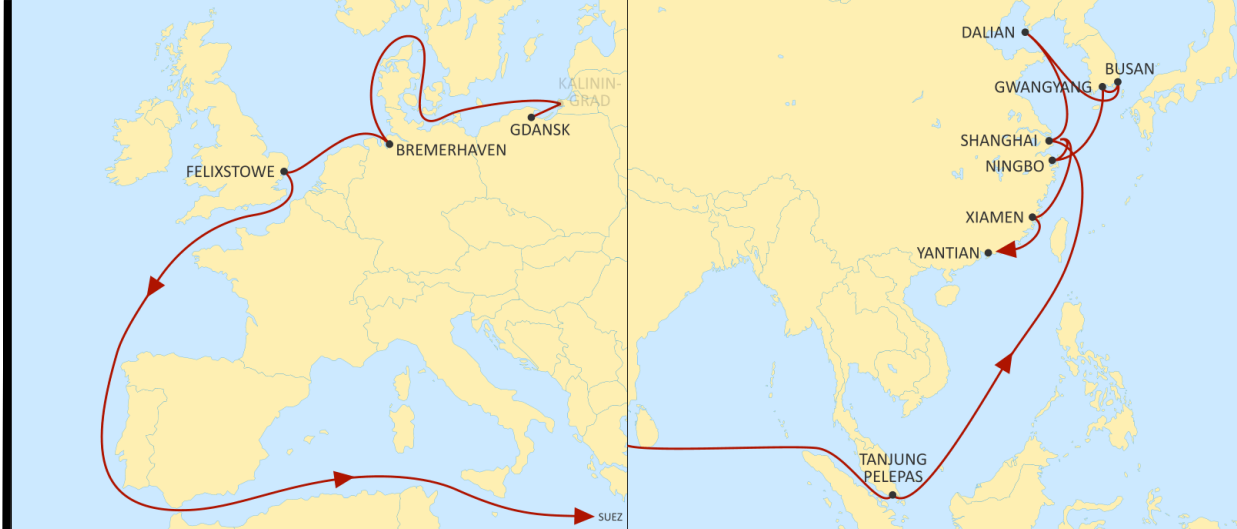 KALININ-
GRAD
GDANSK
BREMERHAVEN
FELIXSTOWE
SUEZ
DALIAN
BUSAN
GWANGYANG
SHANGHAI
NINGBO
XIAMEN
YANTIAN
TANJUNG
PELEPAS